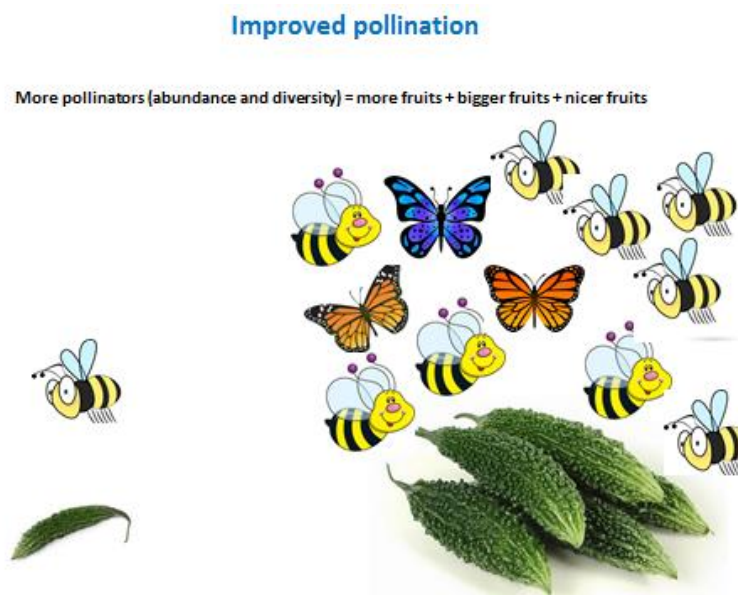 Improved pollination
More pollinators (abundance and diversity) = more fruits + bigger fruits + nicer fruits